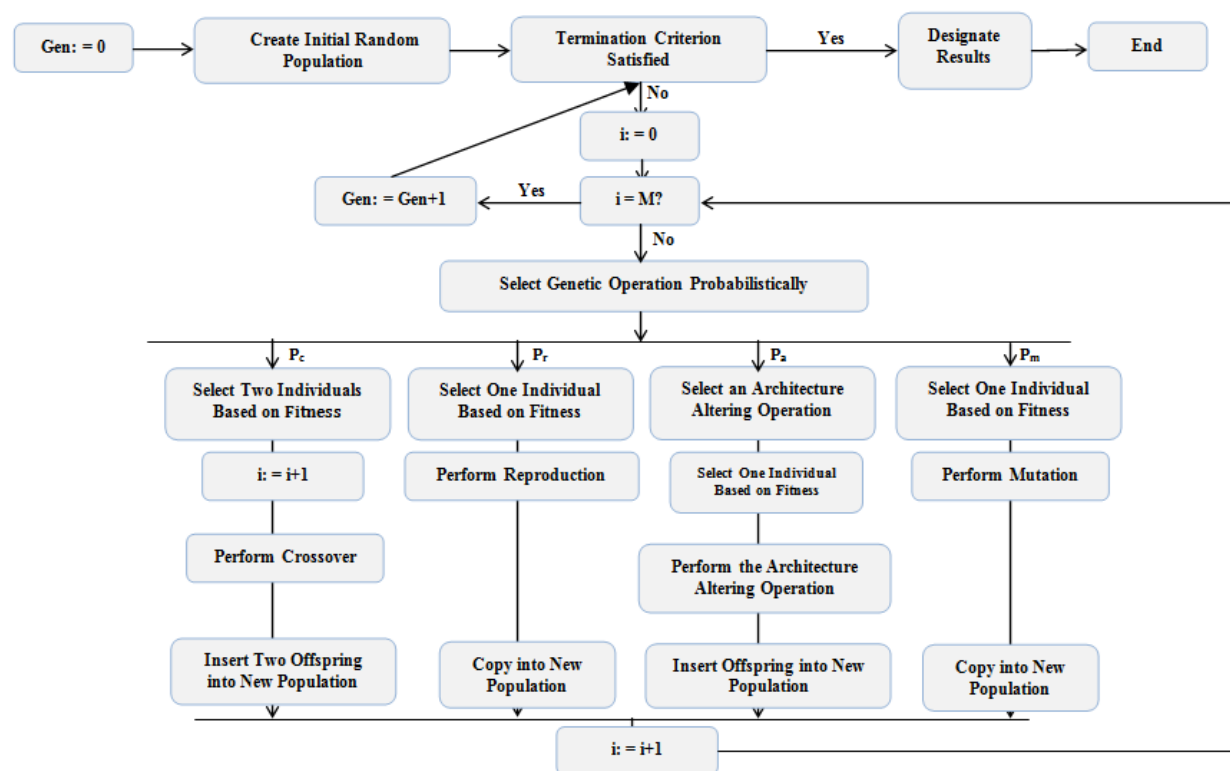 Gen: = 0
Create Initial Random
Population
Termination Criterion
Satisfied
Yes
Designate
Results
End
No
i: = 0
Gen: = Gen+1
Yes
i = M?
No
Select Genetic Operation Probabilistically
Pc
Pr
Pa
Pm
Select Two Individuals
Based on Fitness
Select One Individual
Based on Fitness
Select an Architecture
Altering Operation
Select One Individual
Based on Fitness
i: = i+1
Perform Reproduction
Select One Individual
Based on Fitness
Perform Mutation
Perform Crossover
Perform the Architecture
Altering Operation
Insert Two Offspring
into New Population
Copy into New
Population
Insert Offspring into New
Population
Copy into New
Population
i: = i+1